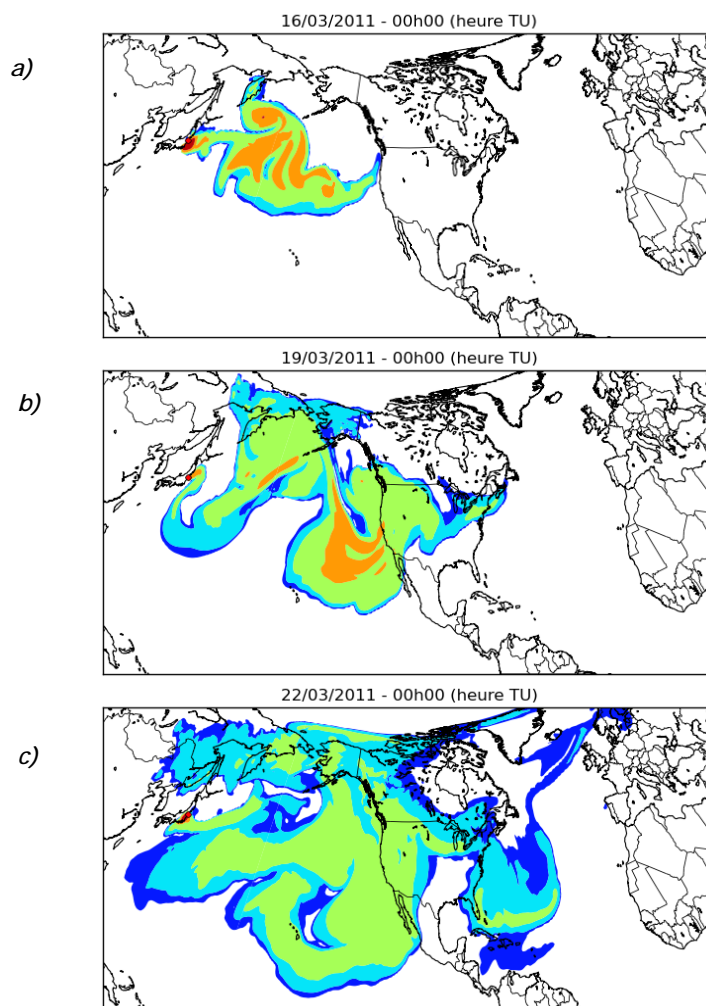 16/03/2011 - 00h00 (heure TU)
a)
19/03/2011 - 00h00 (heure TU)
b)
22/03/2011 - 00h00 (heure TU)
c)